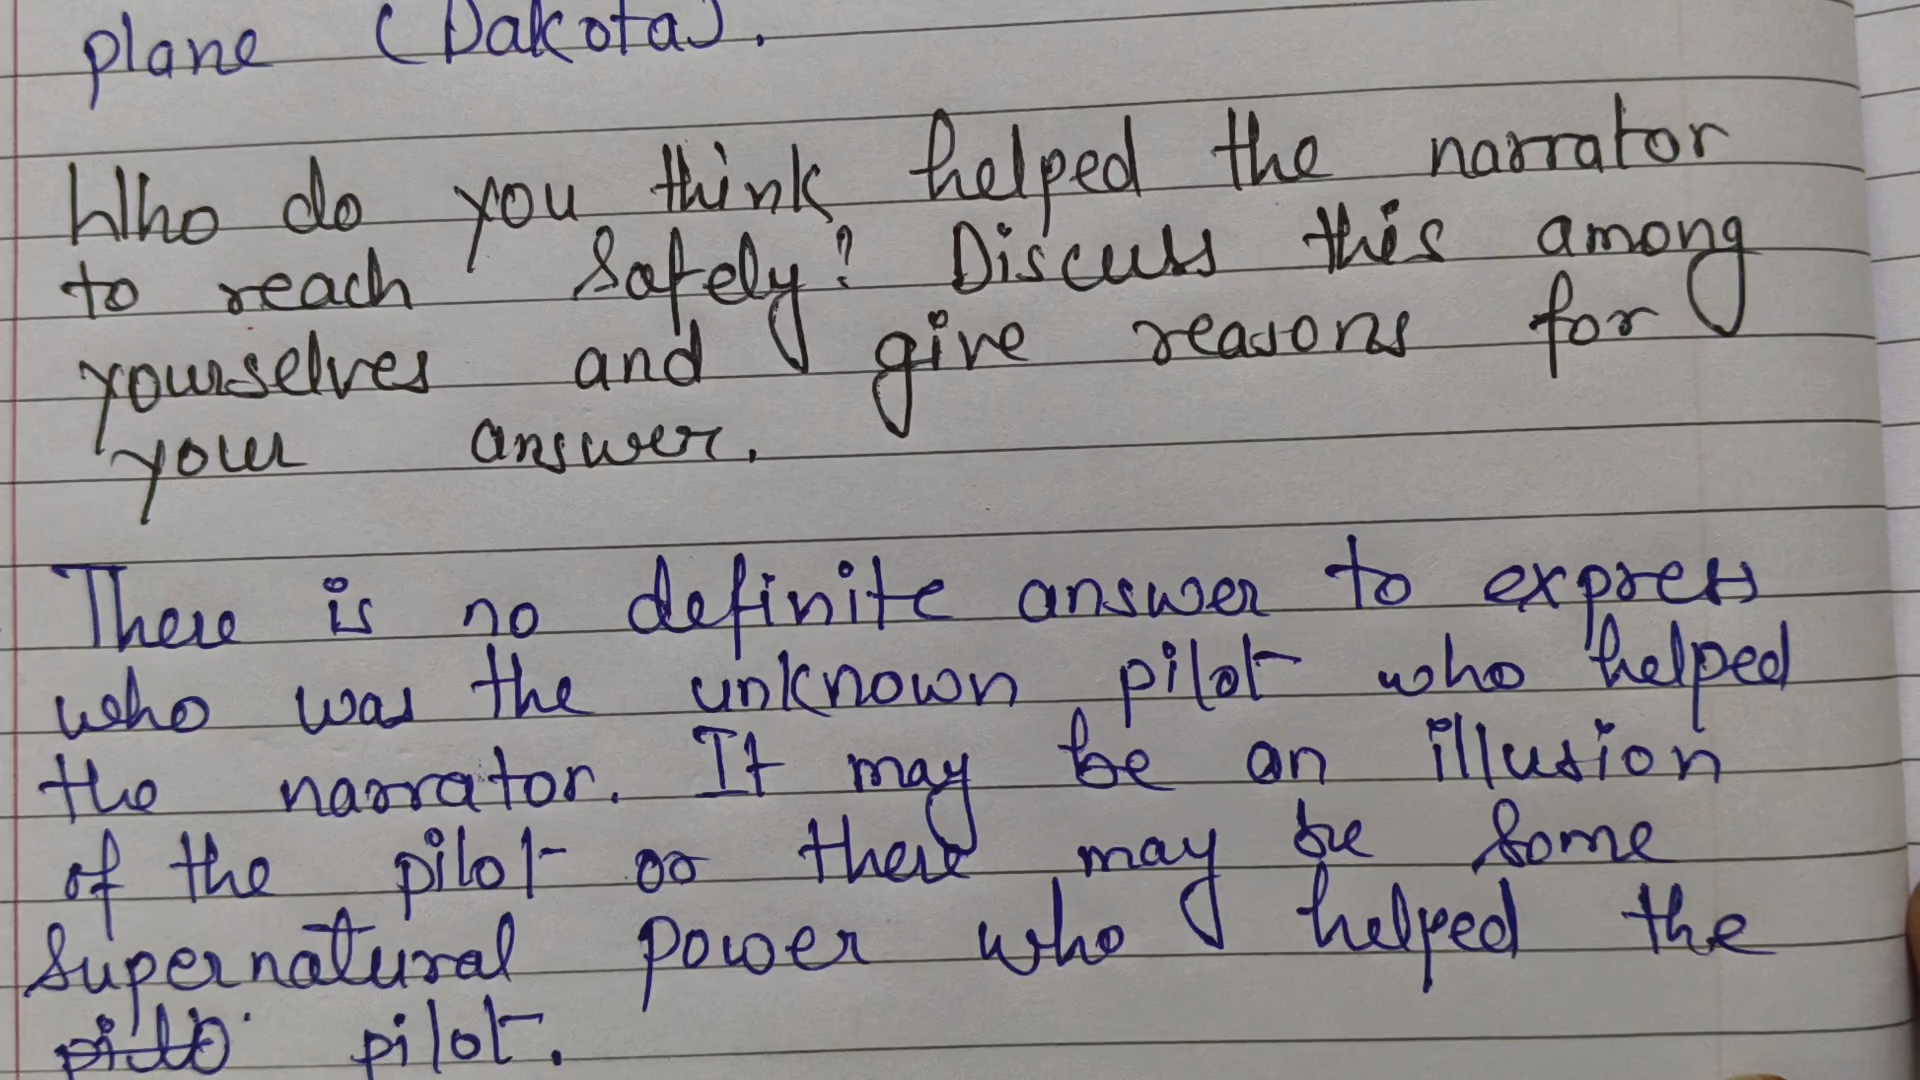 plane (Dakota).
Who do you think helped the narrator
to reach safely? Discuss this among
yourselves and give reasons for
your answer.
There is no definite answer to express
who was the unknown pilot who helped
the narrator. It may be an illusion
of the pilot or there may be some
supernatural power who helped the
pilot.